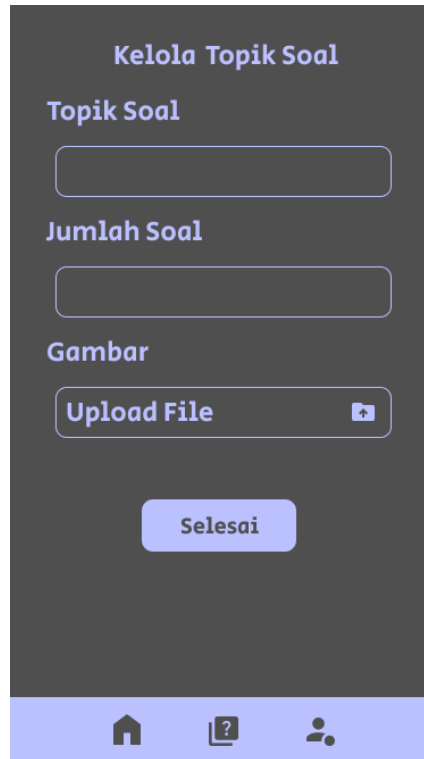 Kelola Topik Soal
Topik Soal
Jumlah Soal
Gambar
Upload File
Selesai
?